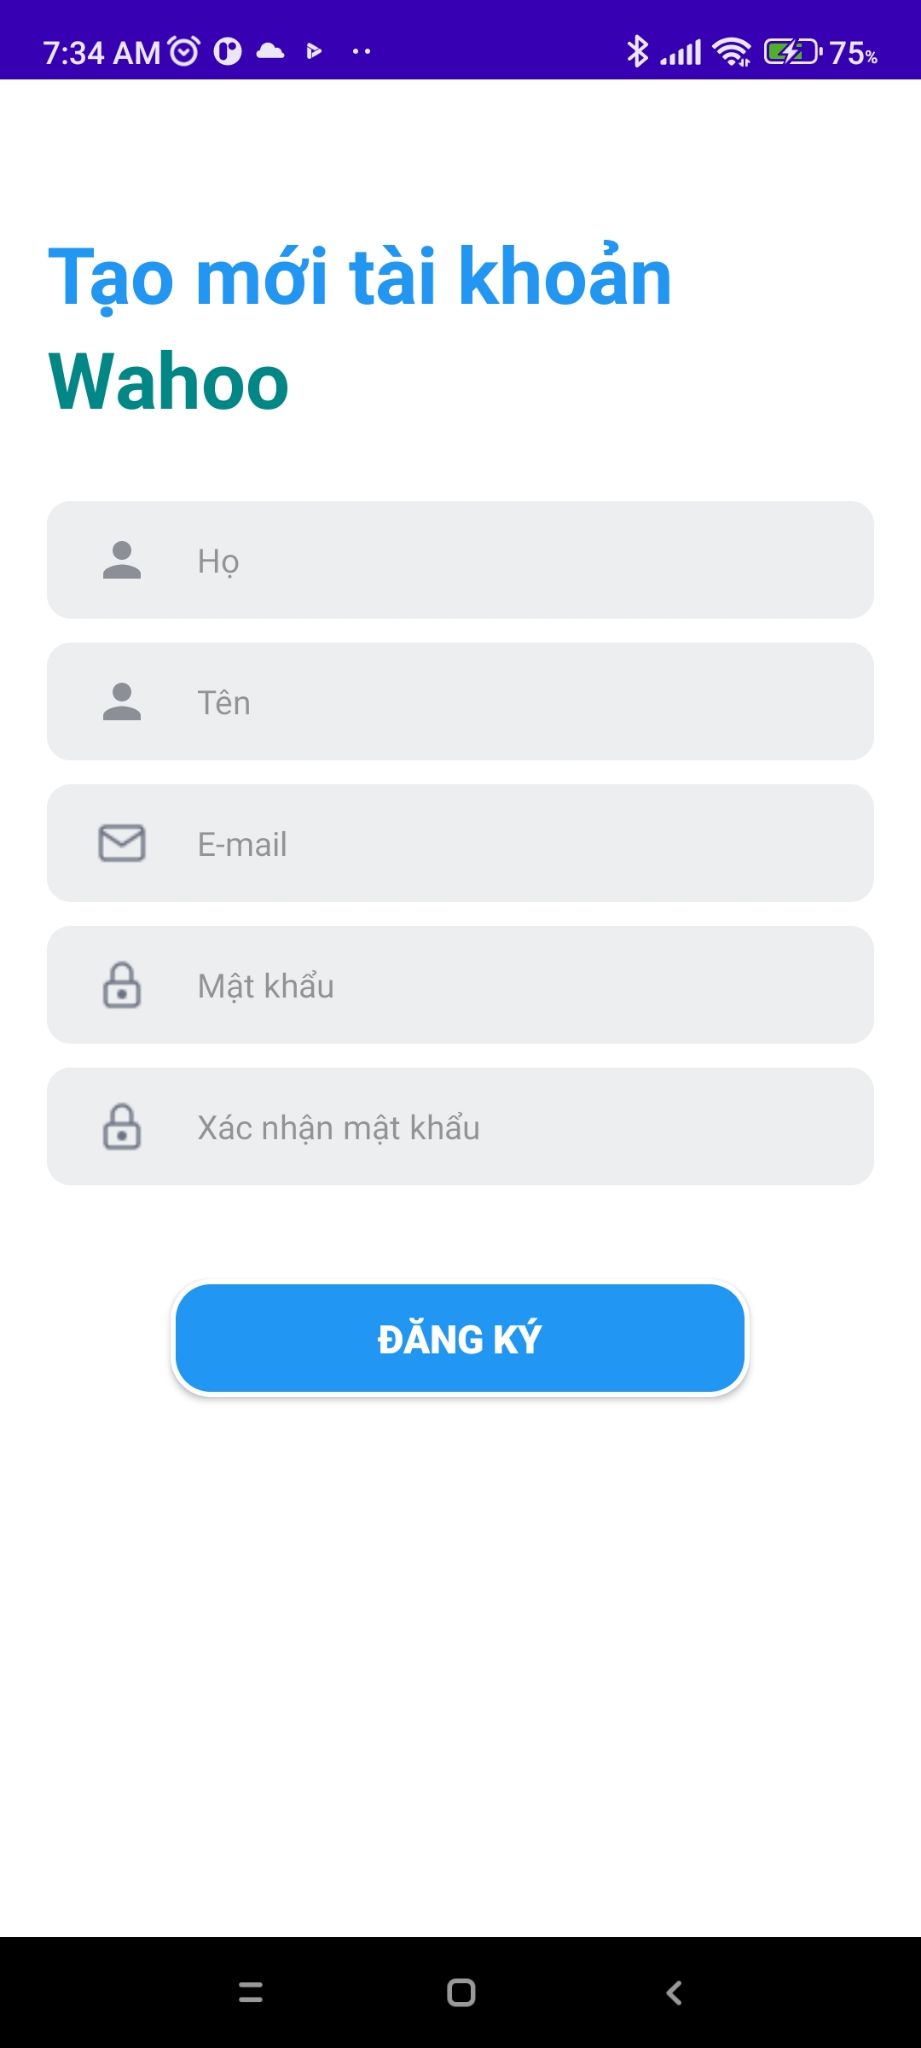 7:34 AM
75%
Tạo mới tài khoản
Wahoo
Họ
Tên
E-mail
Mật khẩu
Xác nhận mật khẩu
ĐĂNG KÝ